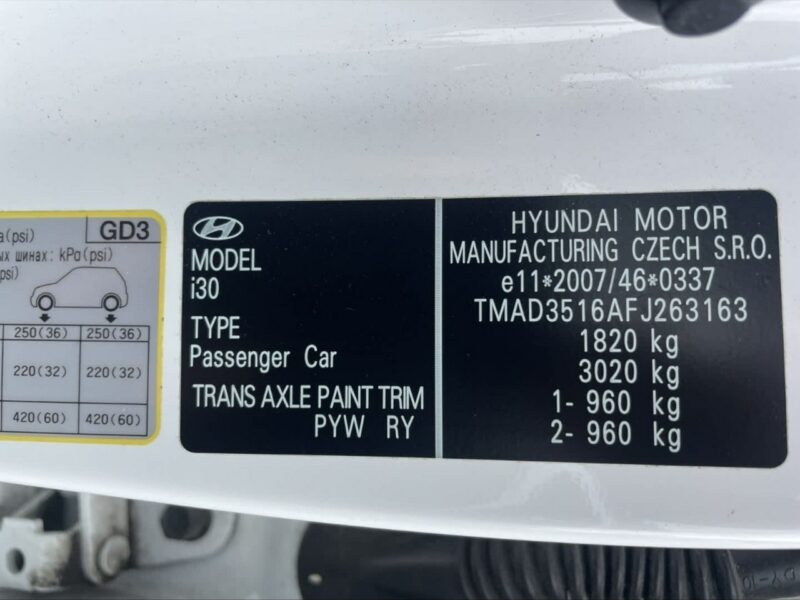 a(psi)
GD3
ых шинах: kPa(psi)
psi)
250(36) 250(36)
220(32) 220(32)
420(60) 420(60)
MODEL
i30
TYPE
Passenger Car
TRANS AXLE PAINT TRIM
PYW RY
HYUNDAI MOTOR
MANUFACTURING CZECH S.R.O.
e11*2007/46*0337
TMAD3516AFJ263163
1820 kg
3020 kg
1- 960 kg
2- 960 kg